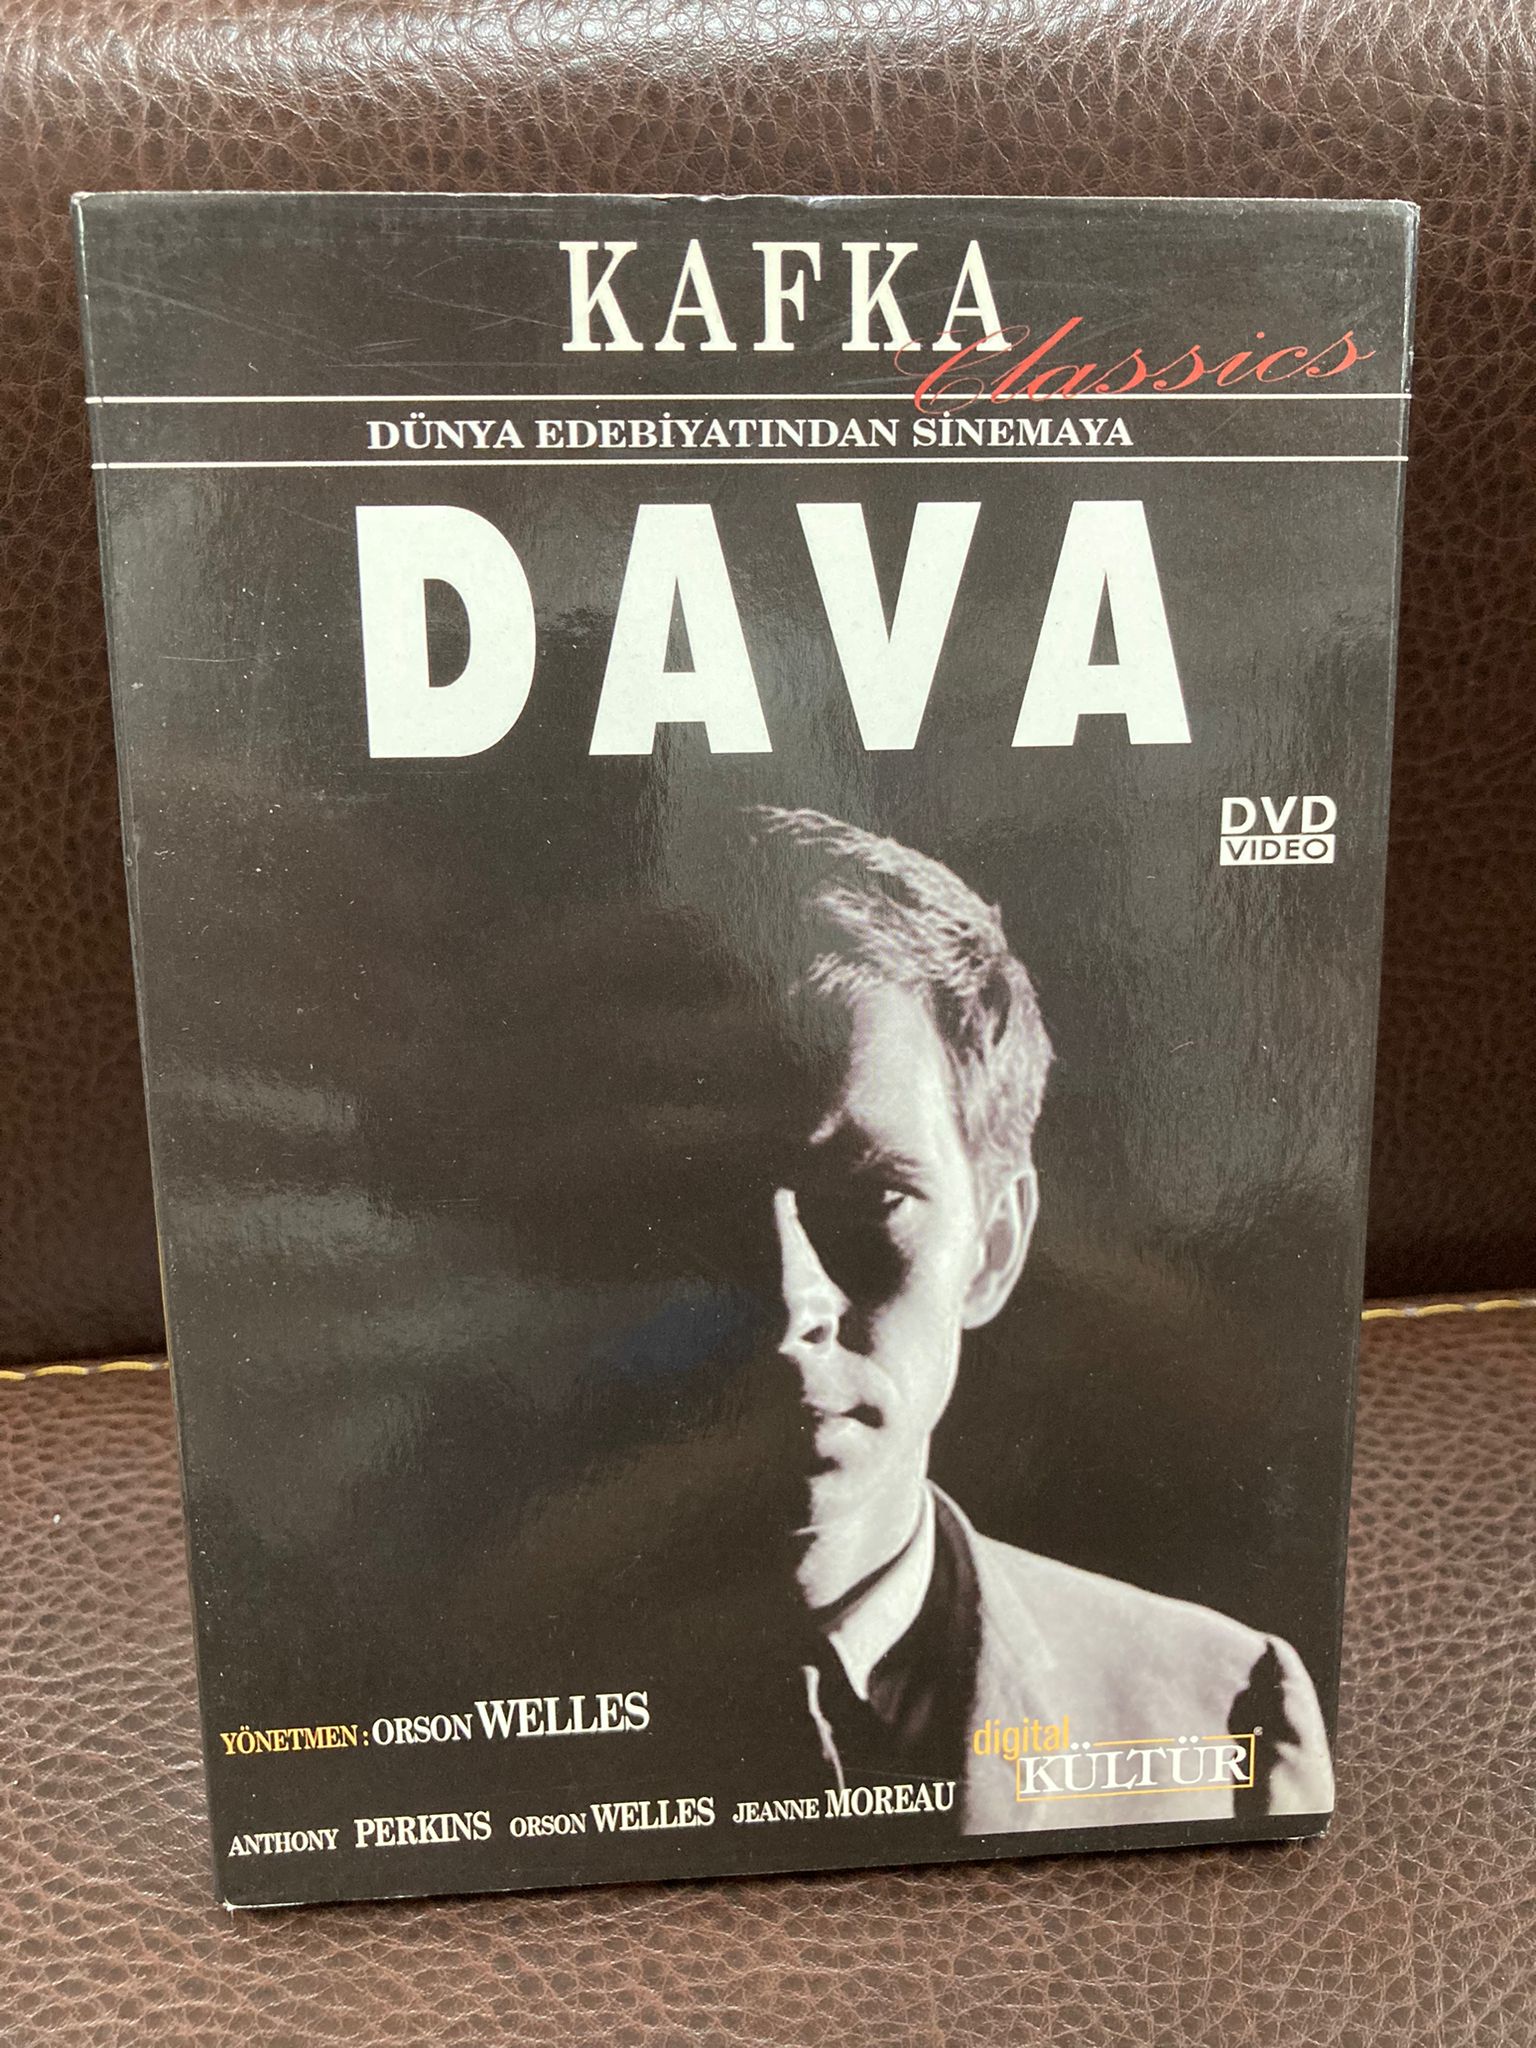 KAFKA
Classics
DÜNYA EDEBİYATINDAN SİNEMAYA
DAVA
DVD
VIDEO
YÖNETMEN: ORSON WELLES
digital
KÜLTÜR®
ANTHONY PERKINS ORSON WELLES JEANNE MOREAU